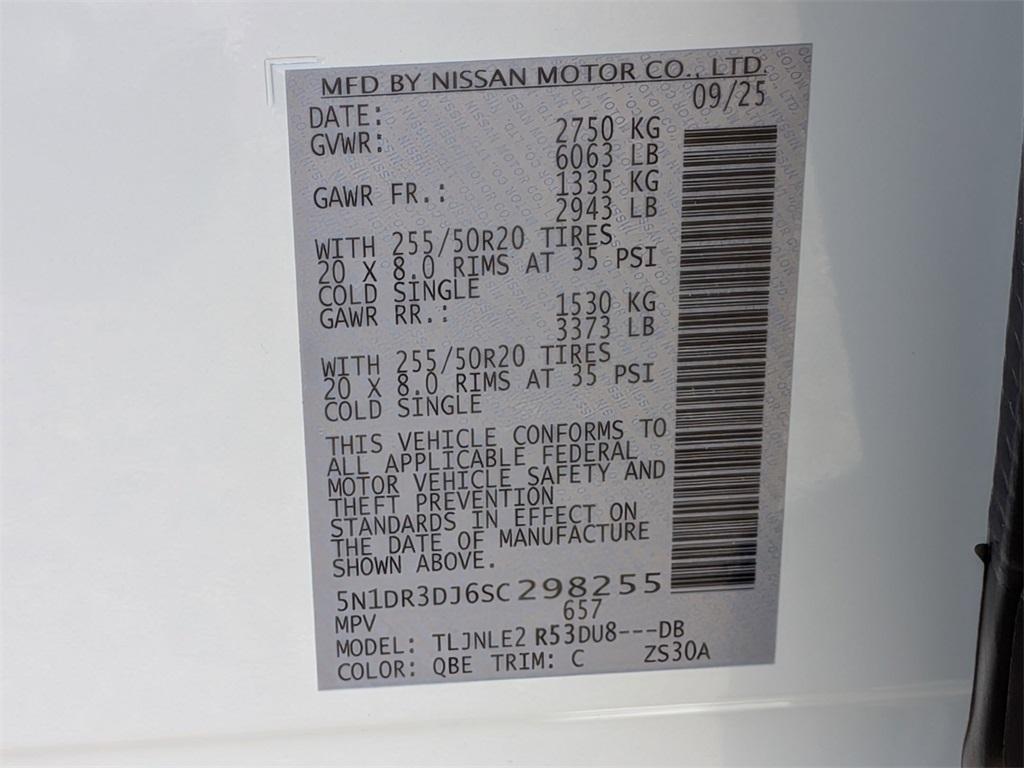 MFD BY NISSAN MOTOR CO., LTD.
DATE: 09/25
GVWR: 2750 KG
6063 LB
GAWR FR.: 1335 KG
2943 LB
WITH 255/50R20 TIRES
20 X 8.0 RIMS AT 35 PSI
COLD SINGLE
GAWR RR.: 1530 KG
3373 LB
WITH 255/50R20 TIRES
20 X 8.0 RIMS AT 35 PSI
COLD SINGLE
THIS VEHICLE CONFORMS TO
ALL APPLICABLE FEDERAL
MOTOR VEHICLE SAFETY AND
THEFT PREVENTION
STANDARDS IN EFFECT ON
THE DATE OF MANUFACTURE
SHOWN ABOVE.
5N1DR3DJ6SC298255
MPV 657
MODEL: TLJNLE2 R53DU8---DB
COLOR: QBE TRIM: C ZS30A